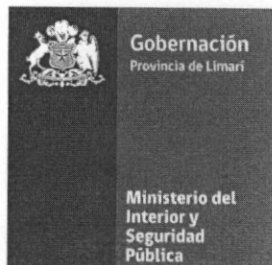 Gobernación
Provincia de Limarí
Ministerio del
Interior y
Seguridad
Pública